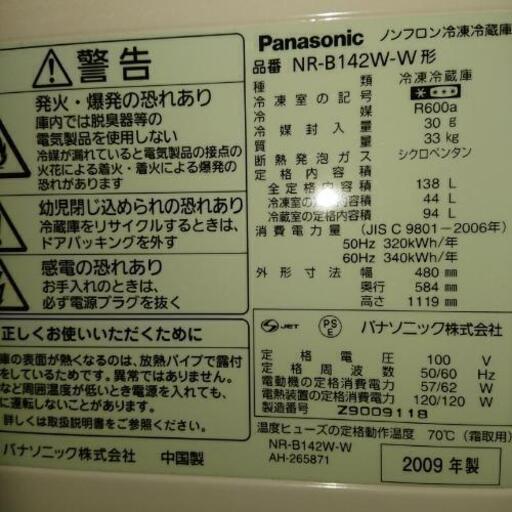 警告
発火・爆発の恐れあり
庫内では脱臭器等の
電気製品を使用しない
冷媒が漏れていると電気製品の接点の
火花による着火・着火による爆発の
恐れがあります
幼児閉じ込められの恐れあり
冷蔵庫をリサイクルするときは、
ドアパッキングを外す
感電の恐れあり
お手入れのときは、
必ず電源プラグを抜く
正しくお使いいただくために
庫の表面が熱くなるのは、放熱パイプで露付
をしているためです。異常ではありません。
など周囲温度が低いとき電源を入れても、
に運転しないことがあります。
詳しくは取扱説明書をご参照ください。
パナソニック株式会社 中国製
Panasonic ノンフロン冷凍冷蔵庫
品番 NR-B142W-W形
種類 冷凍冷蔵庫
冷凍室の記号
冷媒 R600a
冷媒封入量 30 g
質量 33 kg
断熱発泡ガス シクロペンタン
定格内容積
全定格内容積 138 L
冷凍室の定格内容積 44 L
冷蔵室の定格内容積 94 L
消費電力量 (JIS C 9801-2006年)
50Hz 320kWh/年
60Hz 340kWh/年
外形寸法 幅 480 mm
奥行 584 mm
高さ 1119 mm
S JET PS E パナソニック株式会社
定格電圧 100 V
定格周波数 50/60 Hz
電動機の定格消費電力 57/62 W
電熱装置の定格消費電力 120/120 W
製造番号 Z9009118
温度ヒューズの定格動作温度 70℃ (霜取用)
NR-B142W-W
AH-265871
2009 年製